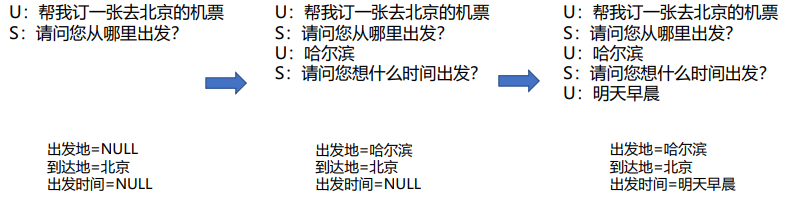 U：帮我订一张去北京的机票
S：请问您从哪里出发？
出发地=NULL
到达地=北京
出发时间=NULL
U：帮我订一张去北京的机票
S：请问您从哪里出发？
U：哈尔滨
S：请问您想什么时间出发？
出发地=哈尔滨
到达地=北京
出发时间=NULL
U：帮我订一张去北京的机票
S：请问您从哪里出发？
U：哈尔滨
S：请问您想什么时间出发？
U：明天早晨
出发地=哈尔滨
到达地=北京
出发时间=明天早晨